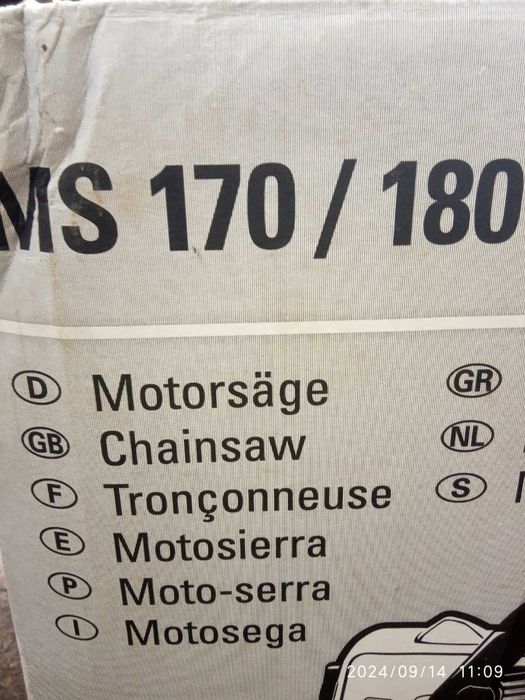 MS 170 / 180
D Motorsäge
GB Chainsaw
F Tronçonneuse
E Motosierra
P Moto-serra
I Motosega
GR
NL
S
2024/09/14 11:09